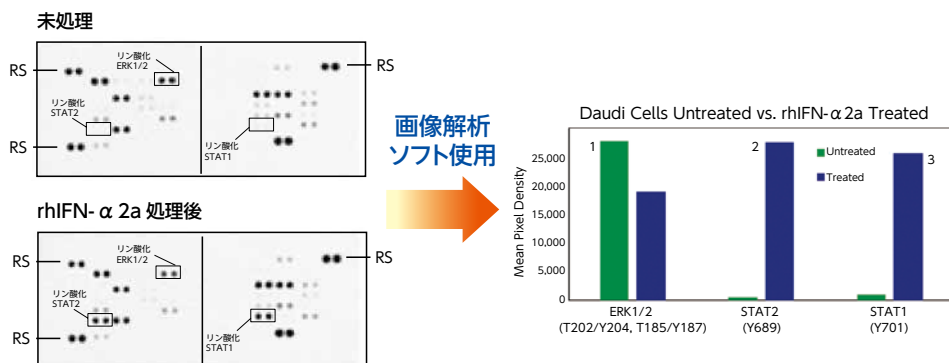 未処理
リン酸化
ERK1/2
RS
RS
リン酸化
STAT2
リン酸化
STAT1
RS
rhIFN-α 2a 処理後
リン酸化
ERK1/2
RS
RS
リン酸化
STAT2
リン酸化
STAT1
RS
画像解析
ソフト使用
Daudi Cells Untreated vs. rhIFN-α2a Treated
Mean Pixel Density
25,000
20,000
15,000
10,000
5,000
0
1
2
3
Untreated
Treated
ERK1/2
(T202/Y204, T185/Y187)
STAT2
(Y689)
STAT1
(Y701)